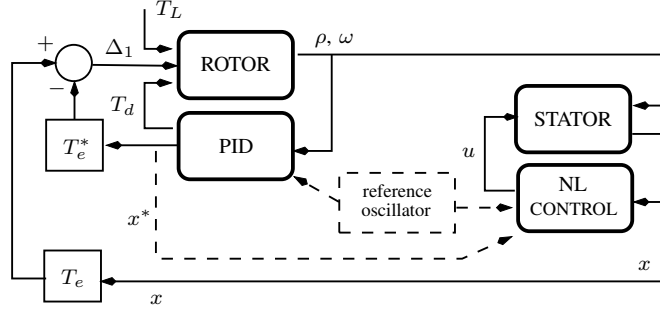 T_L
+
Δ_1
ROTOR
ρ, ω
−
T_d
T_e^*
PID
STATOR
u
reference
oscillator
NL
CONTROL
x^*
T_e
x
x